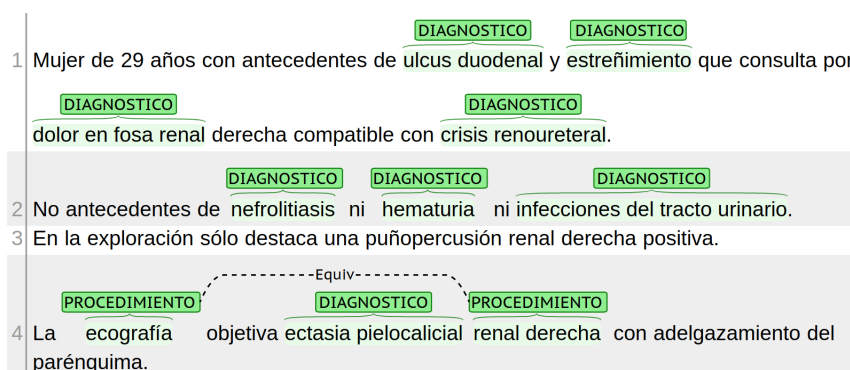 DIAGNOSTICO DIAGNOSTICO
1 Mujer de 29 años con antecedentes de ulcus duodenal y estreñimiento que consulta por
DIAGNOSTICO DIAGNOSTICO
dolor en fosa renal derecha compatible con crisis renoureteral.
DIAGNOSTICO DIAGNOSTICO DIAGNOSTICO
2 No antecedentes de nefrolitiasis ni hematuria ni infecciones del tracto urinario.
3 En la exploración sólo destaca una puñopercusión renal derecha positiva.
Equiv
PROCEDIMIENTO DIAGNOSTICO PROCEDIMIENTO
4 La ecografía objetiva ectasia pielocalicial renal derecha con adelgazamiento del
parénquima.